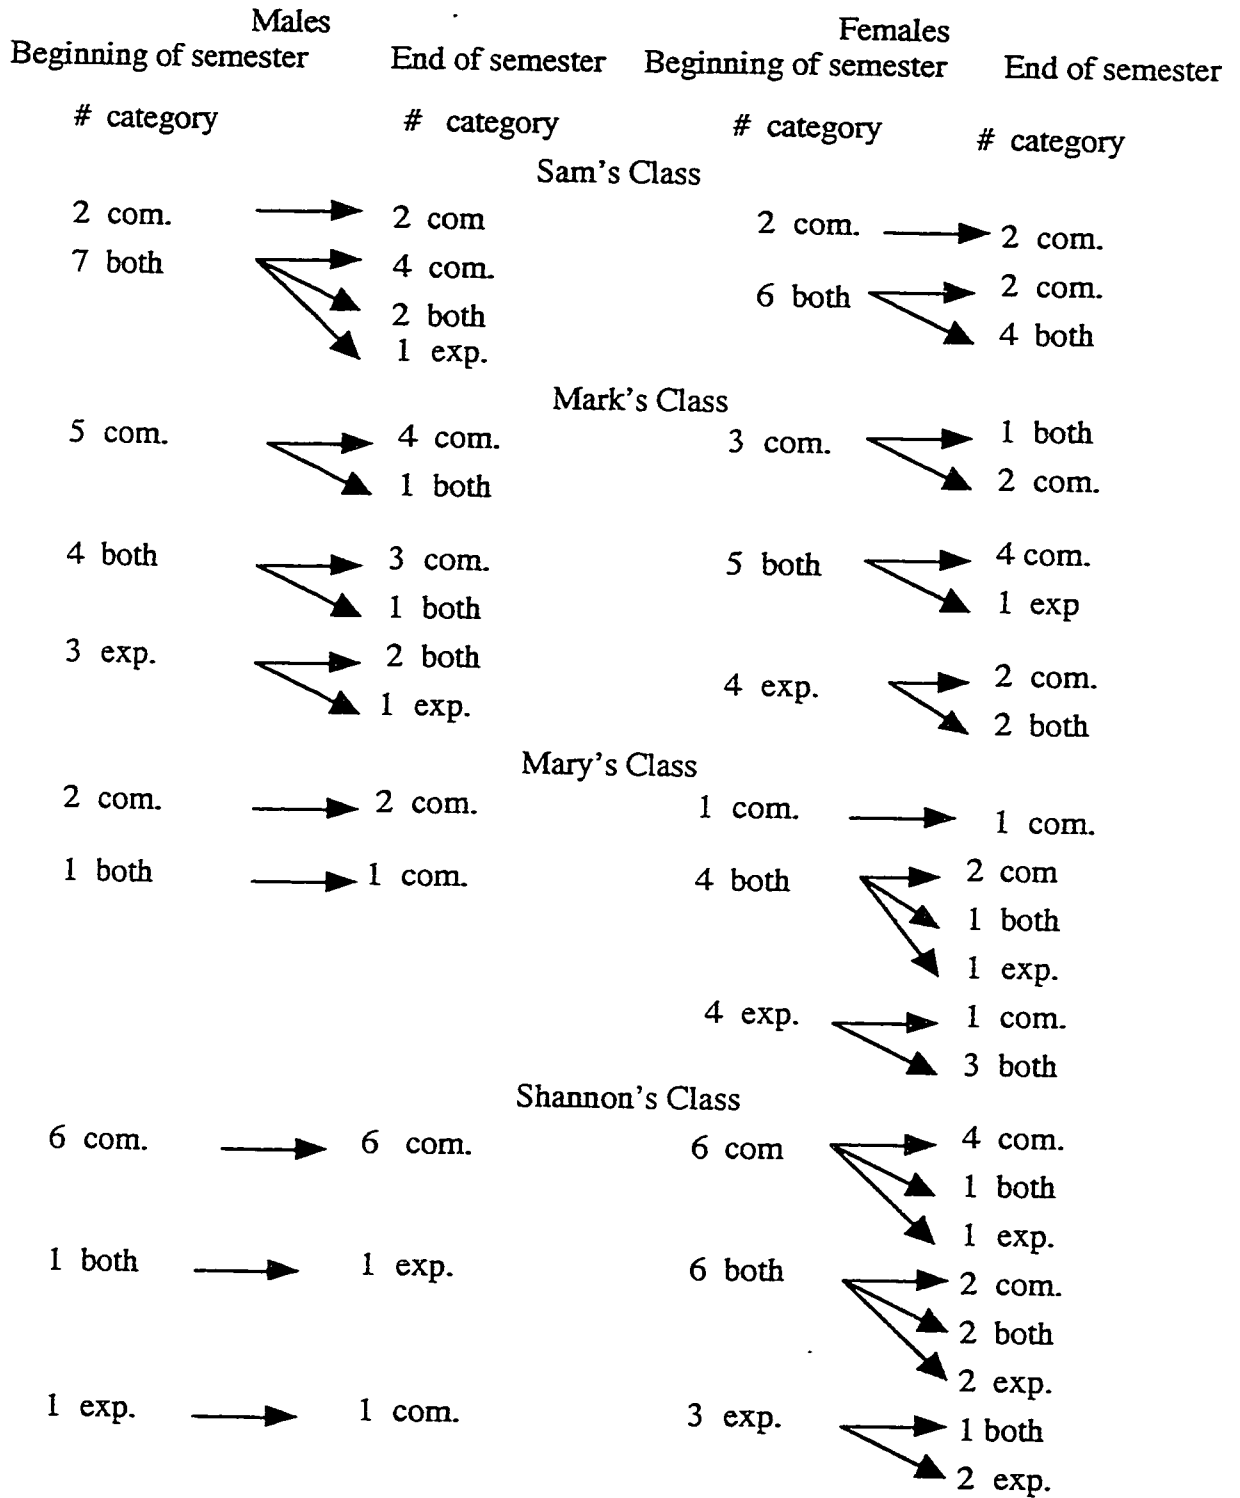 Males Females
Beginning of semester End of semester Beginning of semester End of semester
# category # category # category # category
Sam's Class
2 com. 2 com 2 com. 2 com.
7 both 4 com. 6 both 2 com.
2 both 4 both
1 exp.
Mark's Class
5 com. 4 com. 3 com. 1 both
1 both 2 com.
4 both 3 com. 5 both 4 com.
1 both 1 exp
3 exp. 2 both 4 exp. 2 com.
1 exp. 2 both
Mary's Class
2 com. 2 com. 1 com. 1 com.
1 both 1 com. 4 both 2 com
1 both
1 exp.
4 exp. 1 com.
3 both
Shannon's Class
6 com. 6 com. 6 com 4 com.
1 both
1 exp.
1 both 1 exp. 6 both 2 com.
2 both
2 exp.
1 exp. 1 com. 3 exp. 1 both
2 exp.